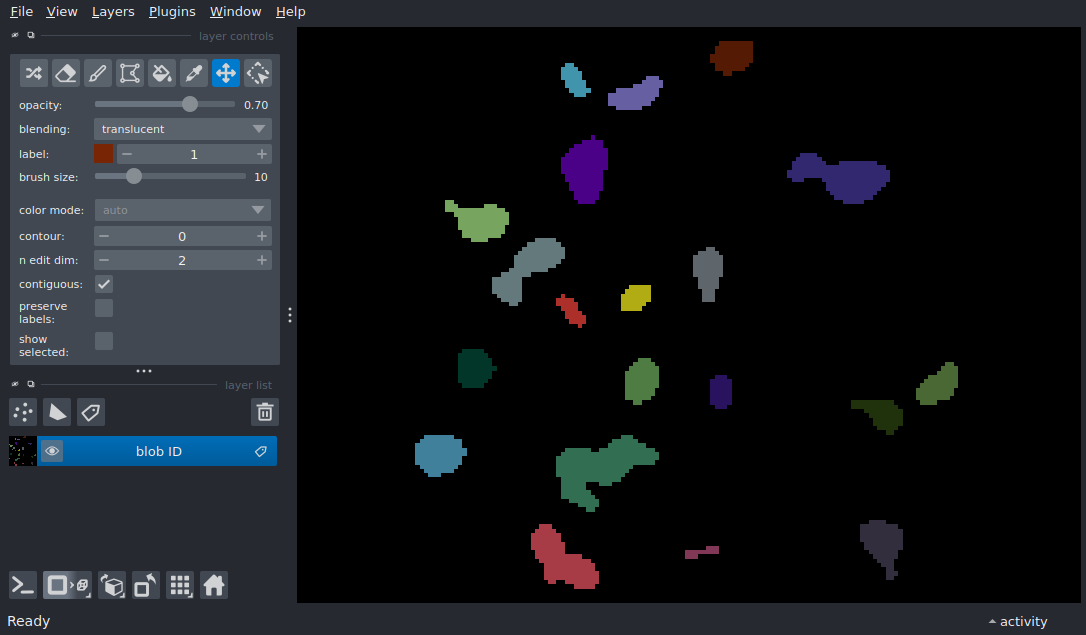 File View Layers Plugins Window Help
layer controls
opacity: 0.70
blending: translucent
label: 1
brush size: 10
color mode: auto
contour: 0
n edit dim: 2
contiguous:
preserve
labels:
show
selected:
layer list
blob ID
Ready
activity